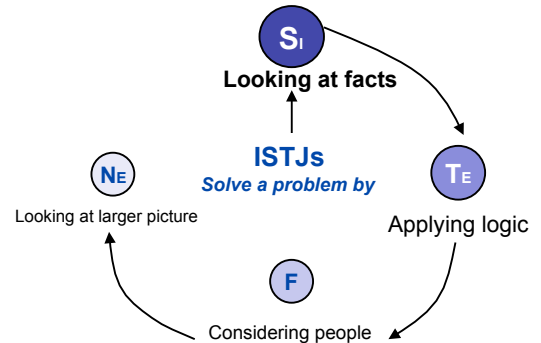 SI
Looking at facts
ISTJs
Solve a problem by
NE
Looking at larger picture
TE
Applying logic
F
Considering people